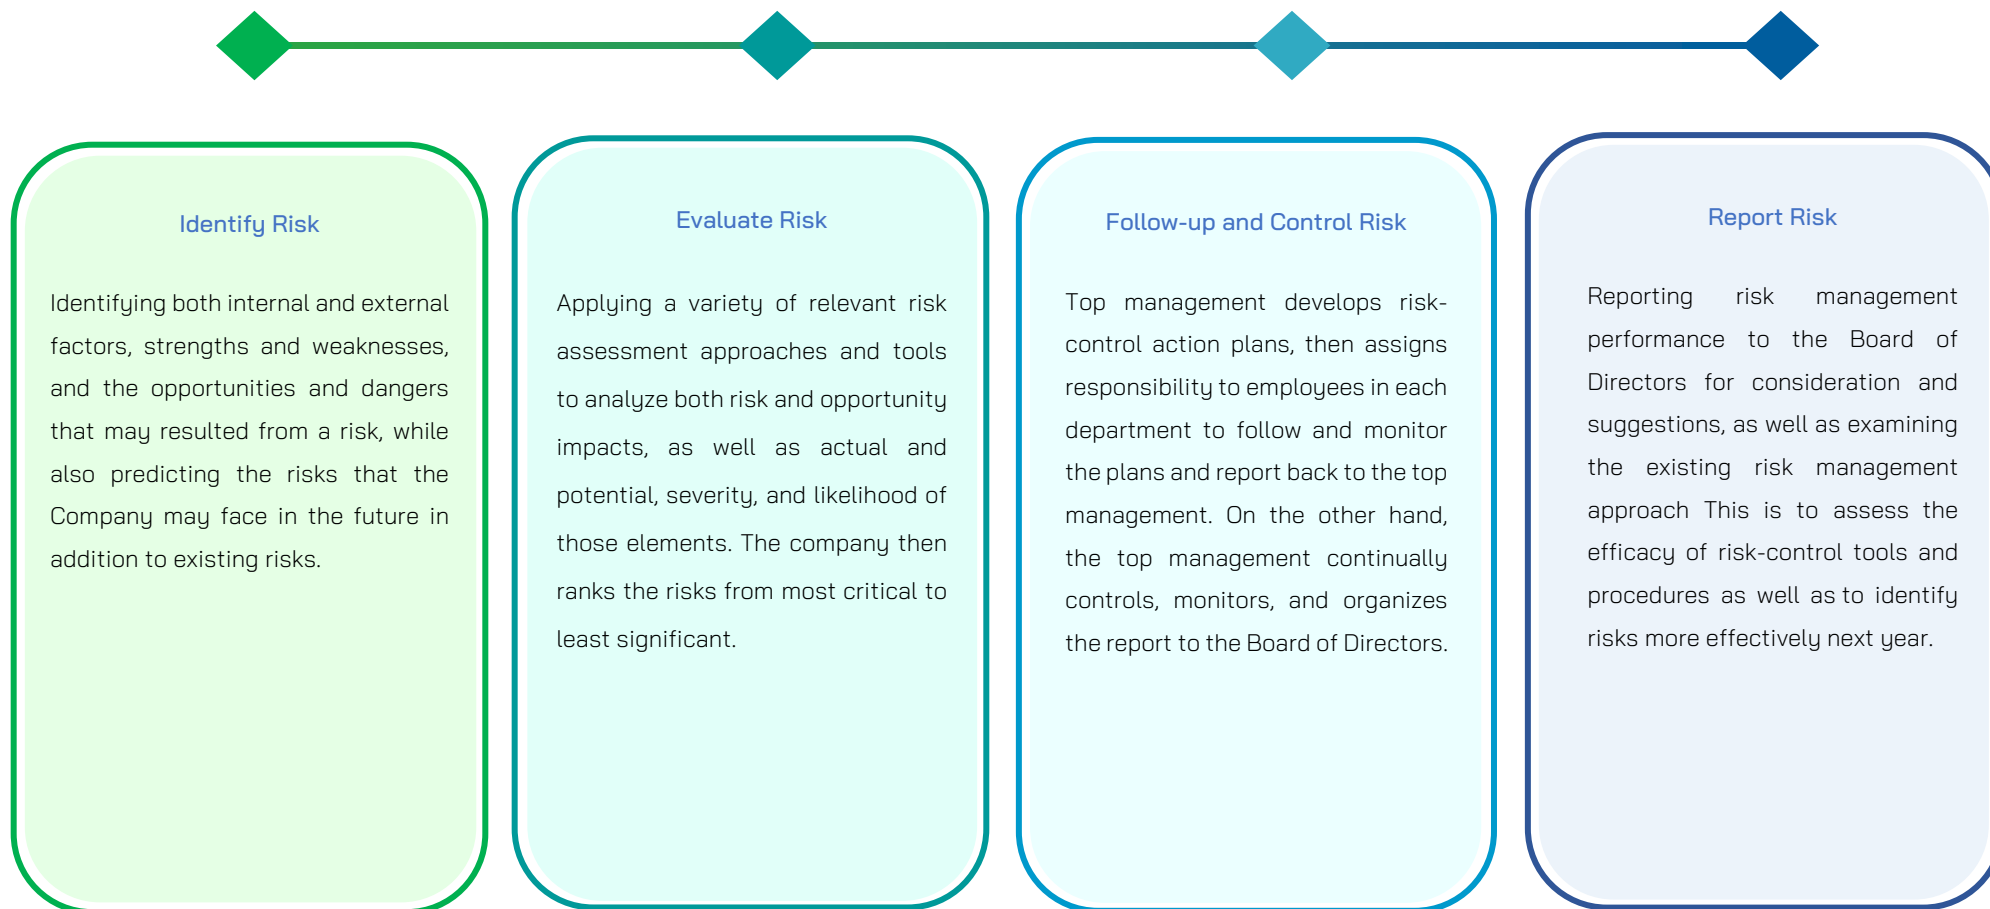 Identify Risk
Identifying both internal and external
factors, strengths and weaknesses,
and the opportunities and dangers
that may resulted from a risk, while
also predicting the risks that the
Company may face in the future in
addition to existing risks.
Evaluate Risk
Applying a variety of relevant risk
assessment approaches and tools
to analyze both risk and opportunity
impacts, as well as actual and
potential, severity, and likelihood of
those elements. The company then
ranks the risks from most critical to
least significant.
Follow-up and Control Risk
Top management develops risk-
control action plans, then assigns
responsibility to employees in each
department to follow and monitor
the plans and report back to the top
management. On the other hand,
the top management continually
controls, monitors, and organizes
the report to the Board of Directors.
Report Risk
Reporting risk management
performance to the Board of
Directors for consideration and
suggestions, as well as examining
the existing risk management
approach This is to assess the
efficacy of risk-control tools and
procedures as well as to identify
risks more effectively next year.